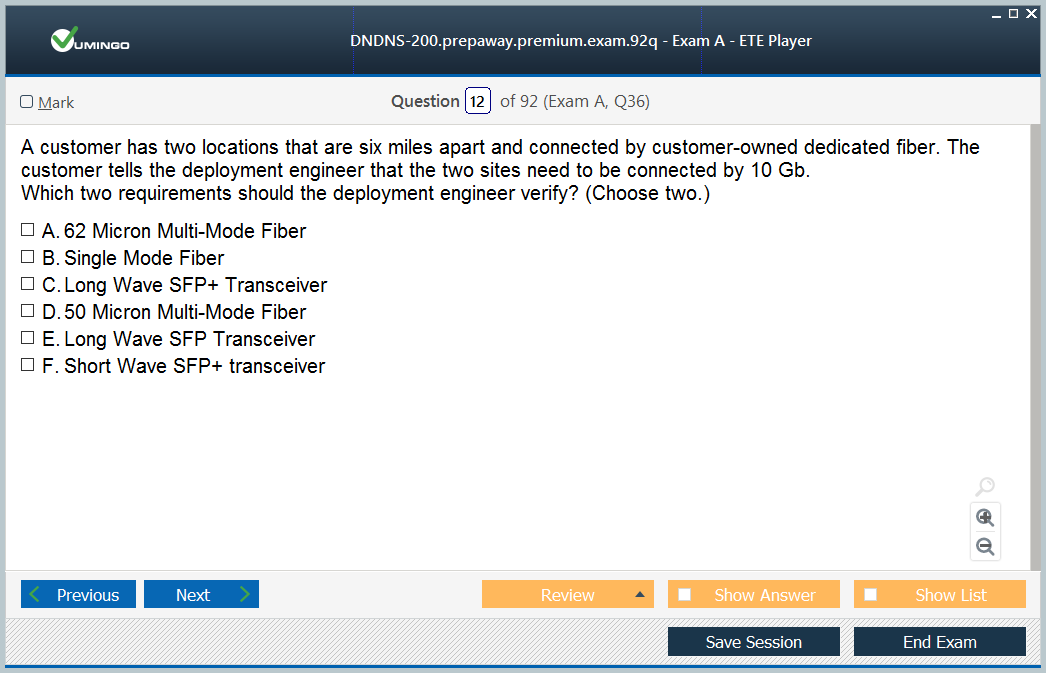 VUMINGO
DNDNS-200.prepaway.premium.exam.92q - Exam A - ETE Player
Mark
Question 12 of 92 (Exam A, Q36)
A customer has two locations that are six miles apart and connected by customer-owned dedicated fiber. The
customer tells the deployment engineer that the two sites need to be connected by 10 Gb.
Which two requirements should the deployment engineer verify? (Choose two.)
A. 62 Micron Multi-Mode Fiber
B. Single Mode Fiber
C. Long Wave SFP+ Transceiver
D. 50 Micron Multi-Mode Fiber
E. Long Wave SFP Transceiver
F. Short Wave SFP+ transceiver
Previous Next Review Show Answer Show List
Save Session End Exam